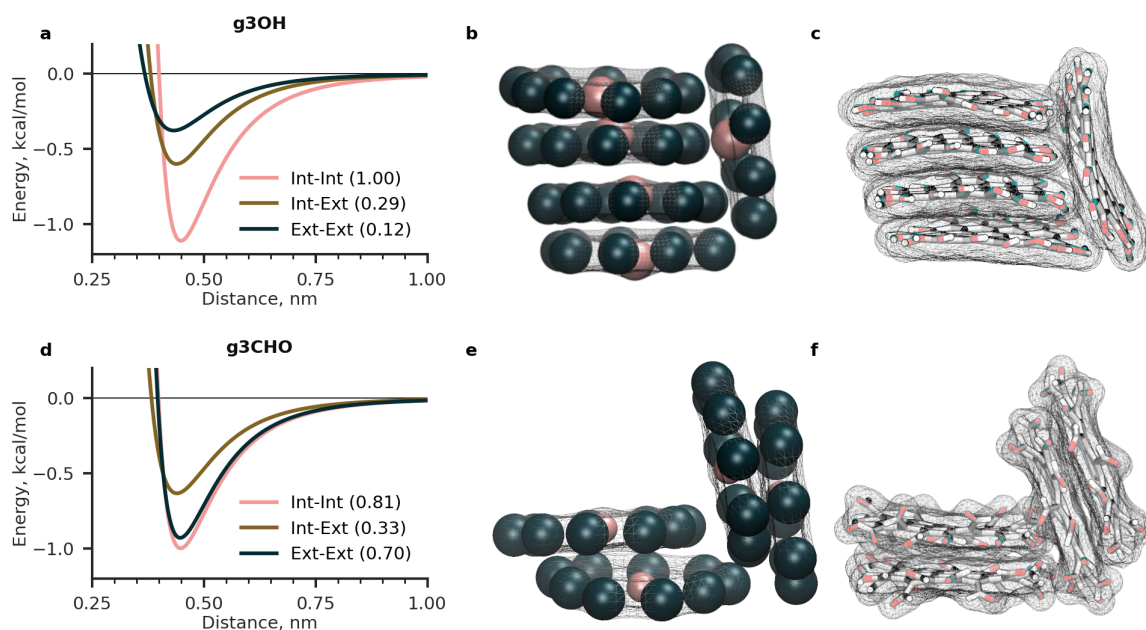 g3OH
a
b
c
Energy, kcal/mol
0.0
−0.5
−1.0
Int-Int (1.00)
Int-Ext (0.29)
Ext-Ext (0.12)
0.25
0.50
0.75
1.00
Distance, nm
g3CHO
d
e
f
Energy, kcal/mol
0.0
−0.5
−1.0
Int-Int (0.81)
Int-Ext (0.33)
Ext-Ext (0.70)
0.25
0.50
0.75
1.00
Distance, nm